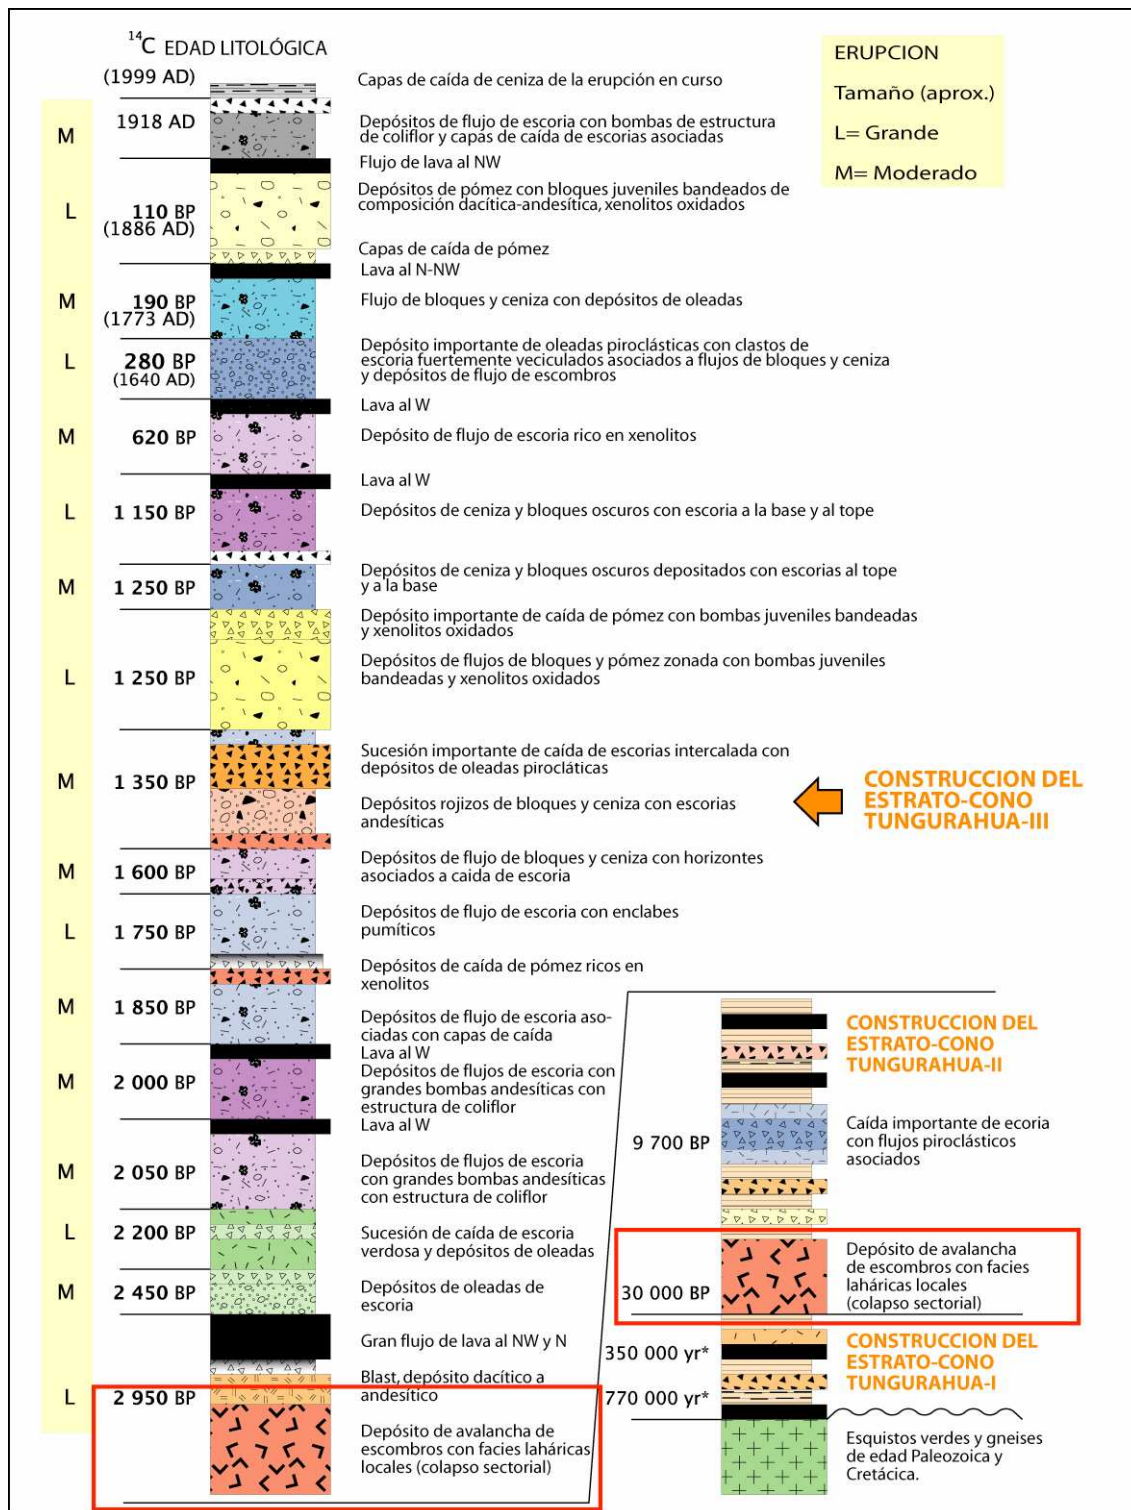 14C EDAD LITOLÓGICA
(1999 AD)
Capas de caída de ceniza de la erupción en curso
M
1918 AD
Depósitos de flujo de escoria con bombas de estructura
de coliflor y capas de caída de escorias asociadas
Flujo de lava al NW
L
110 BP
(1886 AD)
Depósitos de pómez con bloques juveniles bandeados de
composición dacítica-andesítica, xenolitos oxidados
Capas de caída de pómez
Lava al N-NW
M
190 BP
(1773 AD)
Flujo de bloques y ceniza con depósitos de oleadas
L
280 BP
(1640 AD)
Depósito importante de oleadas piroclásticas con clastos de
escoria fuertemente veciculados asociados a flujos de bloques y ceniza
y depósitos de flujo de escombros
Lava al W
M
620 BP
Depósito de flujo de escoria rico en xenolitos
Lava al W
L
1 150 BP
Depósitos de ceniza y bloques oscuros con escoria a la base y al tope
M
1 250 BP
Depósitos de ceniza y bloques oscuros depositados con escorias al tope
y a la base
Depósito importante de caída de pómez con bombas juveniles bandeadas
y xenolitos oxidados
L
1 250 BP
Depósitos de flujos de bloques y pómez zonada con bombas juveniles
bandeadas y xenolitos oxidados
M
1 350 BP
Sucesión importante de caída de escorias intercalada con
depósitos de oleadas pirocláticas
Depósitos rojizos de bloques y ceniza con escorias
andesíticas
M
1 600 BP
Depósitos de flujo de bloques y ceniza con horizontes
asociados a caida de escoria
L
1 750 BP
Depósitos de flujo de escoria con enclabes
pumíticos
Depósitos de caída de pómez ricos en
xenolitos
M
1 850 BP
Depósitos de flujo de escoria aso-
ciadas con capas de caída
Lava al W
M
2 000 BP
Depósitos de flujos de escoria con
grandes bombas andesíticas con
estructura de coliflor
Lava al W
M
2 050 BP
Depósitos de flujos de escoria
con grandes bombas andesíticas
con estructura de coliflor
L
2 200 BP
Sucesión de caída de escoria
verdosa y depósitos de oleadas
M
2 450 BP
Depósitos de oleadas de
escoria
Gran flujo de lava al NW y N
L
2 950 BP
Blast, depósito dacítico a
andesítico
Depósito de avalancha de
escombros con facies laháricas
locales (colapso sectorial)
ERUPCION
Tamaño (aprox.)
L= Grande
M= Moderado
CONSTRUCCION DEL
ESTRATO-CONO
TUNGURAHUA-III
CONSTRUCCION DEL
ESTRATO-CONO
TUNGURAHUA-II
9 700 BP
Caída importante de ecoria
con flujos piroclásticos
asociados
30 000 BP
Depósito de avalancha
de escombros con facies
laháricas locales
(colapso sectorial)
350 000 yr*
770 000 yr*
CONSTRUCCION DEL
ESTRATO-CONO
TUNGURAHUA-I
Esquistos verdes y gneises
de edad Paleozoica y
Cretácica.